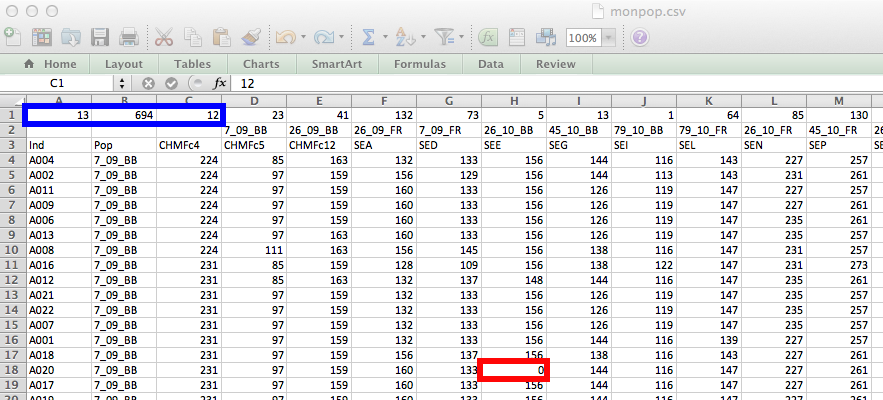 monpop.csv
100%
Home Layout Tables Charts SmartArt Formulas Data Review
C1 fx 12
A B C D E F G H I J K L M
1 13 694 12 23 41 132 73 5 13 1 64 85 130
2 7_09_BB 26_09_BB 26_09_FR 7_09_FR 26_10_BB 45_10_BB 79_10_BB 79_10_FR 26_10_FR 45_10_FR 26
3 Ind Pop CHMFc4 CHMFc5 CHMFc12 SEA SED SEE SEG SEI SEL SEN SEP SE
4 A004 7_09_BB 224 85 163 132 133 156 144 116 143 227 257
5 A002 7_09_BB 224 97 159 156 129 156 144 113 143 231 261
6 A011 7_09_BB 224 97 159 160 133 156 126 119 147 227 257
7 A009 7_09_BB 224 97 159 160 133 156 126 119 147 227 261
8 A006 7_09_BB 224 97 159 160 133 156 126 119 147 235 261
9 A013 7_09_BB 224 97 163 160 133 156 126 119 147 235 257
10 A008 7_09_BB 224 111 163 156 145 156 138 116 147 231 257
11 A016 7_09_BB 231 85 159 128 109 156 138 122 147 231 273
12 A012 7_09_BB 231 85 163 156 137 148 144 116 147 235 261
13 A021 7_09_BB 231 97 159 132 133 156 126 119 147 235 257
14 A022 7_09_BB 231 97 159 132 133 156 126 119 147 235 257
15 A007 7_09_BB 231 97 159 132 133 156 126 119 147 235 257
16 A001 7_09_BB 231 97 159 132 133 156 144 116 139 227 257
17 A018 7_09_BB 231 97 159 156 137 156 138 116 143 227 261
18 A020 7_09_BB 231 97 159 160 133 0 144 116 147 227 261
19 A017 7_09_BB 231 97 159 160 133 156 144 116 147 227 261